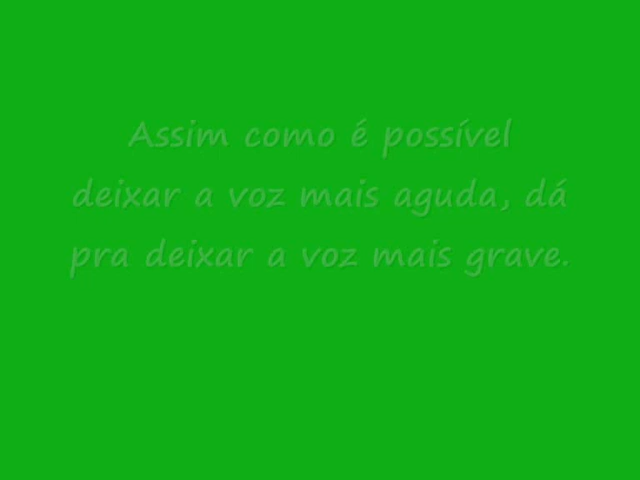 Assim como é possível
deixar a voz mais aguda, dá
pra deixar a voz mais grave.